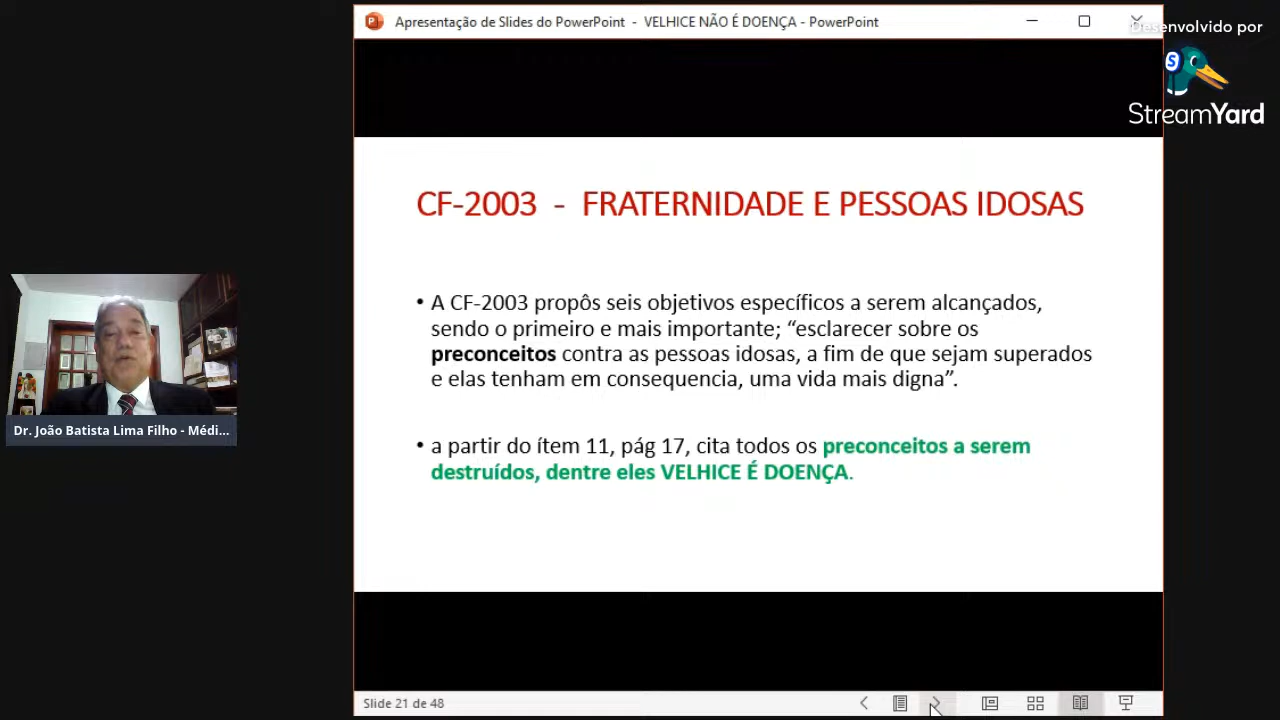 Apresentação de Slides do PowerPoint - VELHICE NÃO É DOENÇA - PowerPoint
Desenvolvido por
StreamYard
CF-2003 - FRATERNIDADE E PESSOAS IDOSAS
• A CF-2003 propôs seis objetivos específicos a serem alcançados,
sendo o primeiro e mais importante; “esclarecer sobre os
preconceitos contra as pessoas idosas, a fim de que sejam superados
e elas tenham em consequencia, uma vida mais digna”.
• a partir do ítem 11, pág 17, cita todos os preconceitos a serem
destruídos, dentre eles VELHICE É DOENÇA.
Dr. João Batista Lima Filho - Médi...
Slide 21 de 48